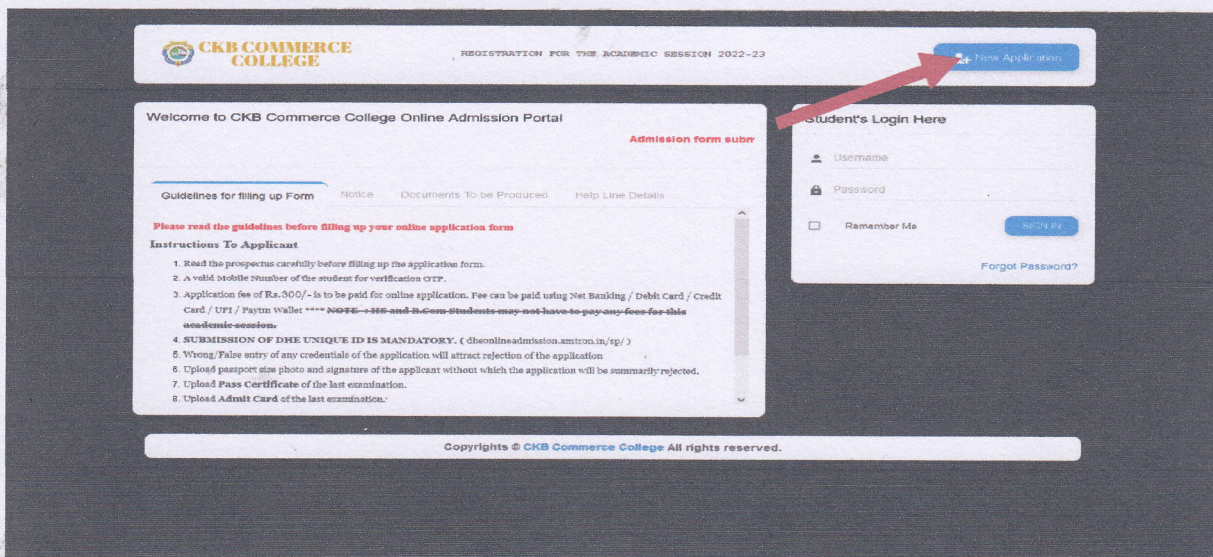 CKB COMMERCE
COLLEGE
REGISTRATION FOR THE ACADEMIC SESSION 2022-23
New Application
Welcome to CKB Commerce College Online Admission Portal
Admission form subm
Guidelines for filling up Form
Notice
Documents To be Produced
Help Line Details
Please read the guidelines before filling up your online application form
Instructions To Applicant
1. Read the prospectus carefully before filling up the application form.
2. A valid Mobile Number of the student for verification OTP.
3. Application fee of Rs.300/- is to be paid for online application. Fee can be paid using Net Banking / Debit Card / Credit
Card / UPI / Paytm Wallet **** NOTE - HS and B.Com Students may not have to pay any fees for this
academic session.
4. SUBMISSION OF DHE UNIQUE ID IS MANDATORY. ( dheonlineadmission.amtron.in/sp/ )
5. Wrong/False entry of any credentials of the application will attract rejection of the application
6. Upload passport size photo and signature of the applicant without which the application will be summarily rejected.
7. Upload Pass Certificate of the last examination.
8. Upload Admit Card of the last examination.
Student's Login Here
Username
Password
Remember Me
SIGN IN
Forgot Password?
Copyrights © CKB Commerce College All rights reserved.